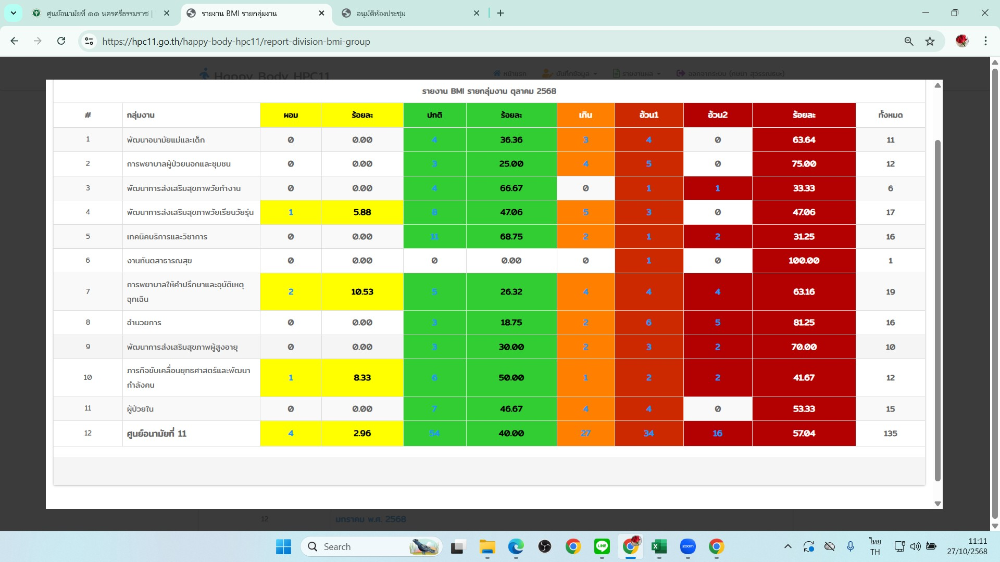 ศูนย์อนามัยที่ ๑๑ นครศรีธรรมราช |
รายงาน BMI รายกลุ่มงาน
อนุมัติห้องประชุม
https://hpc11.go.th/happy-body-hpc11/report-division-bmi-group
Happy Body HPC11
หน้าแรก
บันทึกข้อมูล
รายงานผล
ออกจากระบบ (กษมา สุวรรณธนะ)
รายงาน BMI รายกลุ่มงาน ตุลาคม 2568
# กลุ่มงาน ผอม ร้อยละ ปกติ ร้อยละ เกิน อ้วน1 อ้วน2 ร้อยละ ทั้งหมด
1 พัฒนาอนามัยแม่และเด็ก 0 0.00 4 36.36 3 4 0 63.64 11
2 การพยาบาลผู้ป่วยนอกและชุมชน 0 0.00 3 25.00 4 5 0 75.00 12
3 พัฒนาการส่งเสริมสุขภาพวัยทำงาน 0 0.00 4 66.67 0 1 1 33.33 6
4 พัฒนาการส่งเสริมสุขภาพวัยเรียนวัยรุ่น 1 5.88 8 47.06 5 3 0 47.06 17
5 เทคนิคบริการและวิชาการ 0 0.00 11 68.75 2 1 2 31.25 16
6 งานทันตสาธารณสุข 0 0.00 0 0.00 0 1 0 100.00 1
7 การพยาบาลให้คำปรึกษาและอุบัติเหตุ
ฉุกเฉิน 2 10.53 5 26.32 4 4 4 63.16 19
8 อำนวยการ 0 0.00 3 18.75 2 6 5 81.25 16
9 พัฒนาการส่งเสริมสุขภาพผู้สูงอายุ 0 0.00 3 30.00 2 3 2 70.00 10
10 ภารกิจขับเคลื่อนยุทธศาสตร์และพัฒนา
กำลังคน 1 8.33 6 50.00 1 2 2 41.67 12
11 ผู้ป่วยใน 0 0.00 7 46.67 4 4 0 53.33 15
12 ศูนย์อนามัยที่ 11 4 2.96 54 40.00 27 34 16 57.04 135
12 มกราคม พ.ศ. 2568
Search
LINE
zoom
ไทย
TH
11:11
27/10/2568